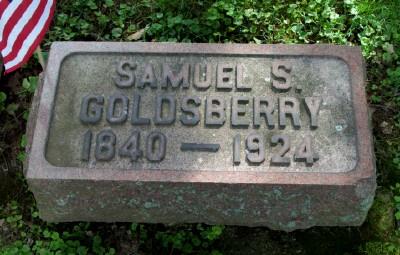 SAMUEL S.
GOLDSBERRY
1840 — 1924